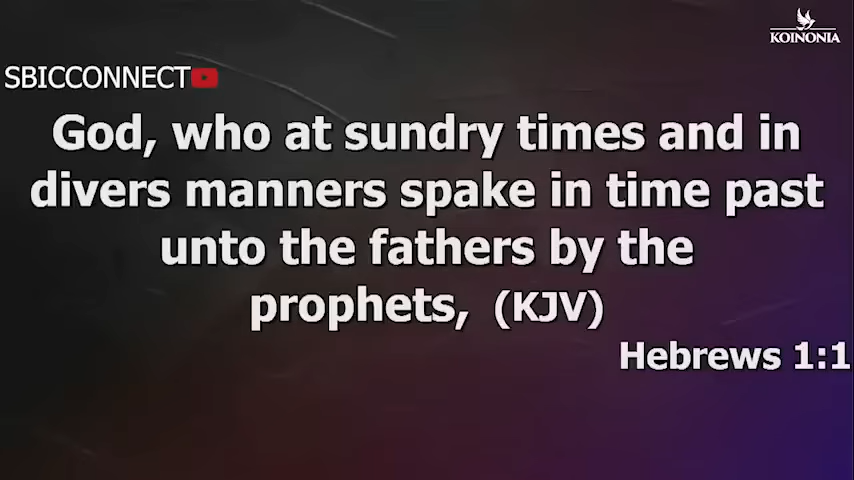 KOINONIA
SBICCONNECT
God, who at sundry times and in
divers manners spake in time past
unto the fathers by the
prophets, (KJV)
Hebrews 1:1